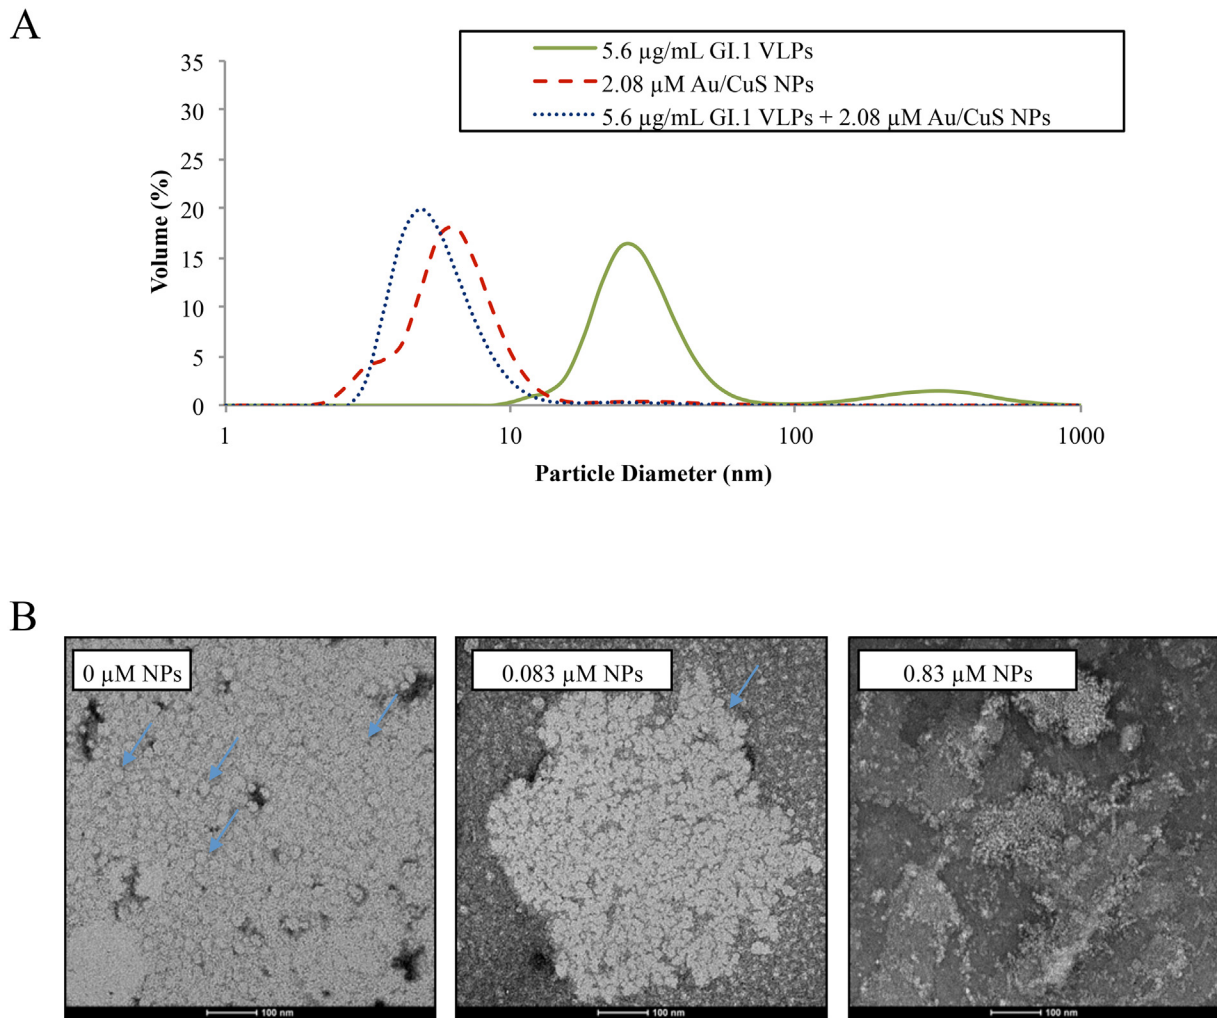 A
5.6 µg/mL GI.1 VLPs
2.08 µM Au/CuS NPs
5.6 µg/mL GI.1 VLPs + 2.08 µM Au/CuS NPs
35
30
25
20
15
10
5
0
Volume (%)
1 10 100 1000
Particle Diameter (nm)
B
0 µM NPs 0.083 µM NPs 0.83 µM NPs
100 nm 100 nm 100 nm